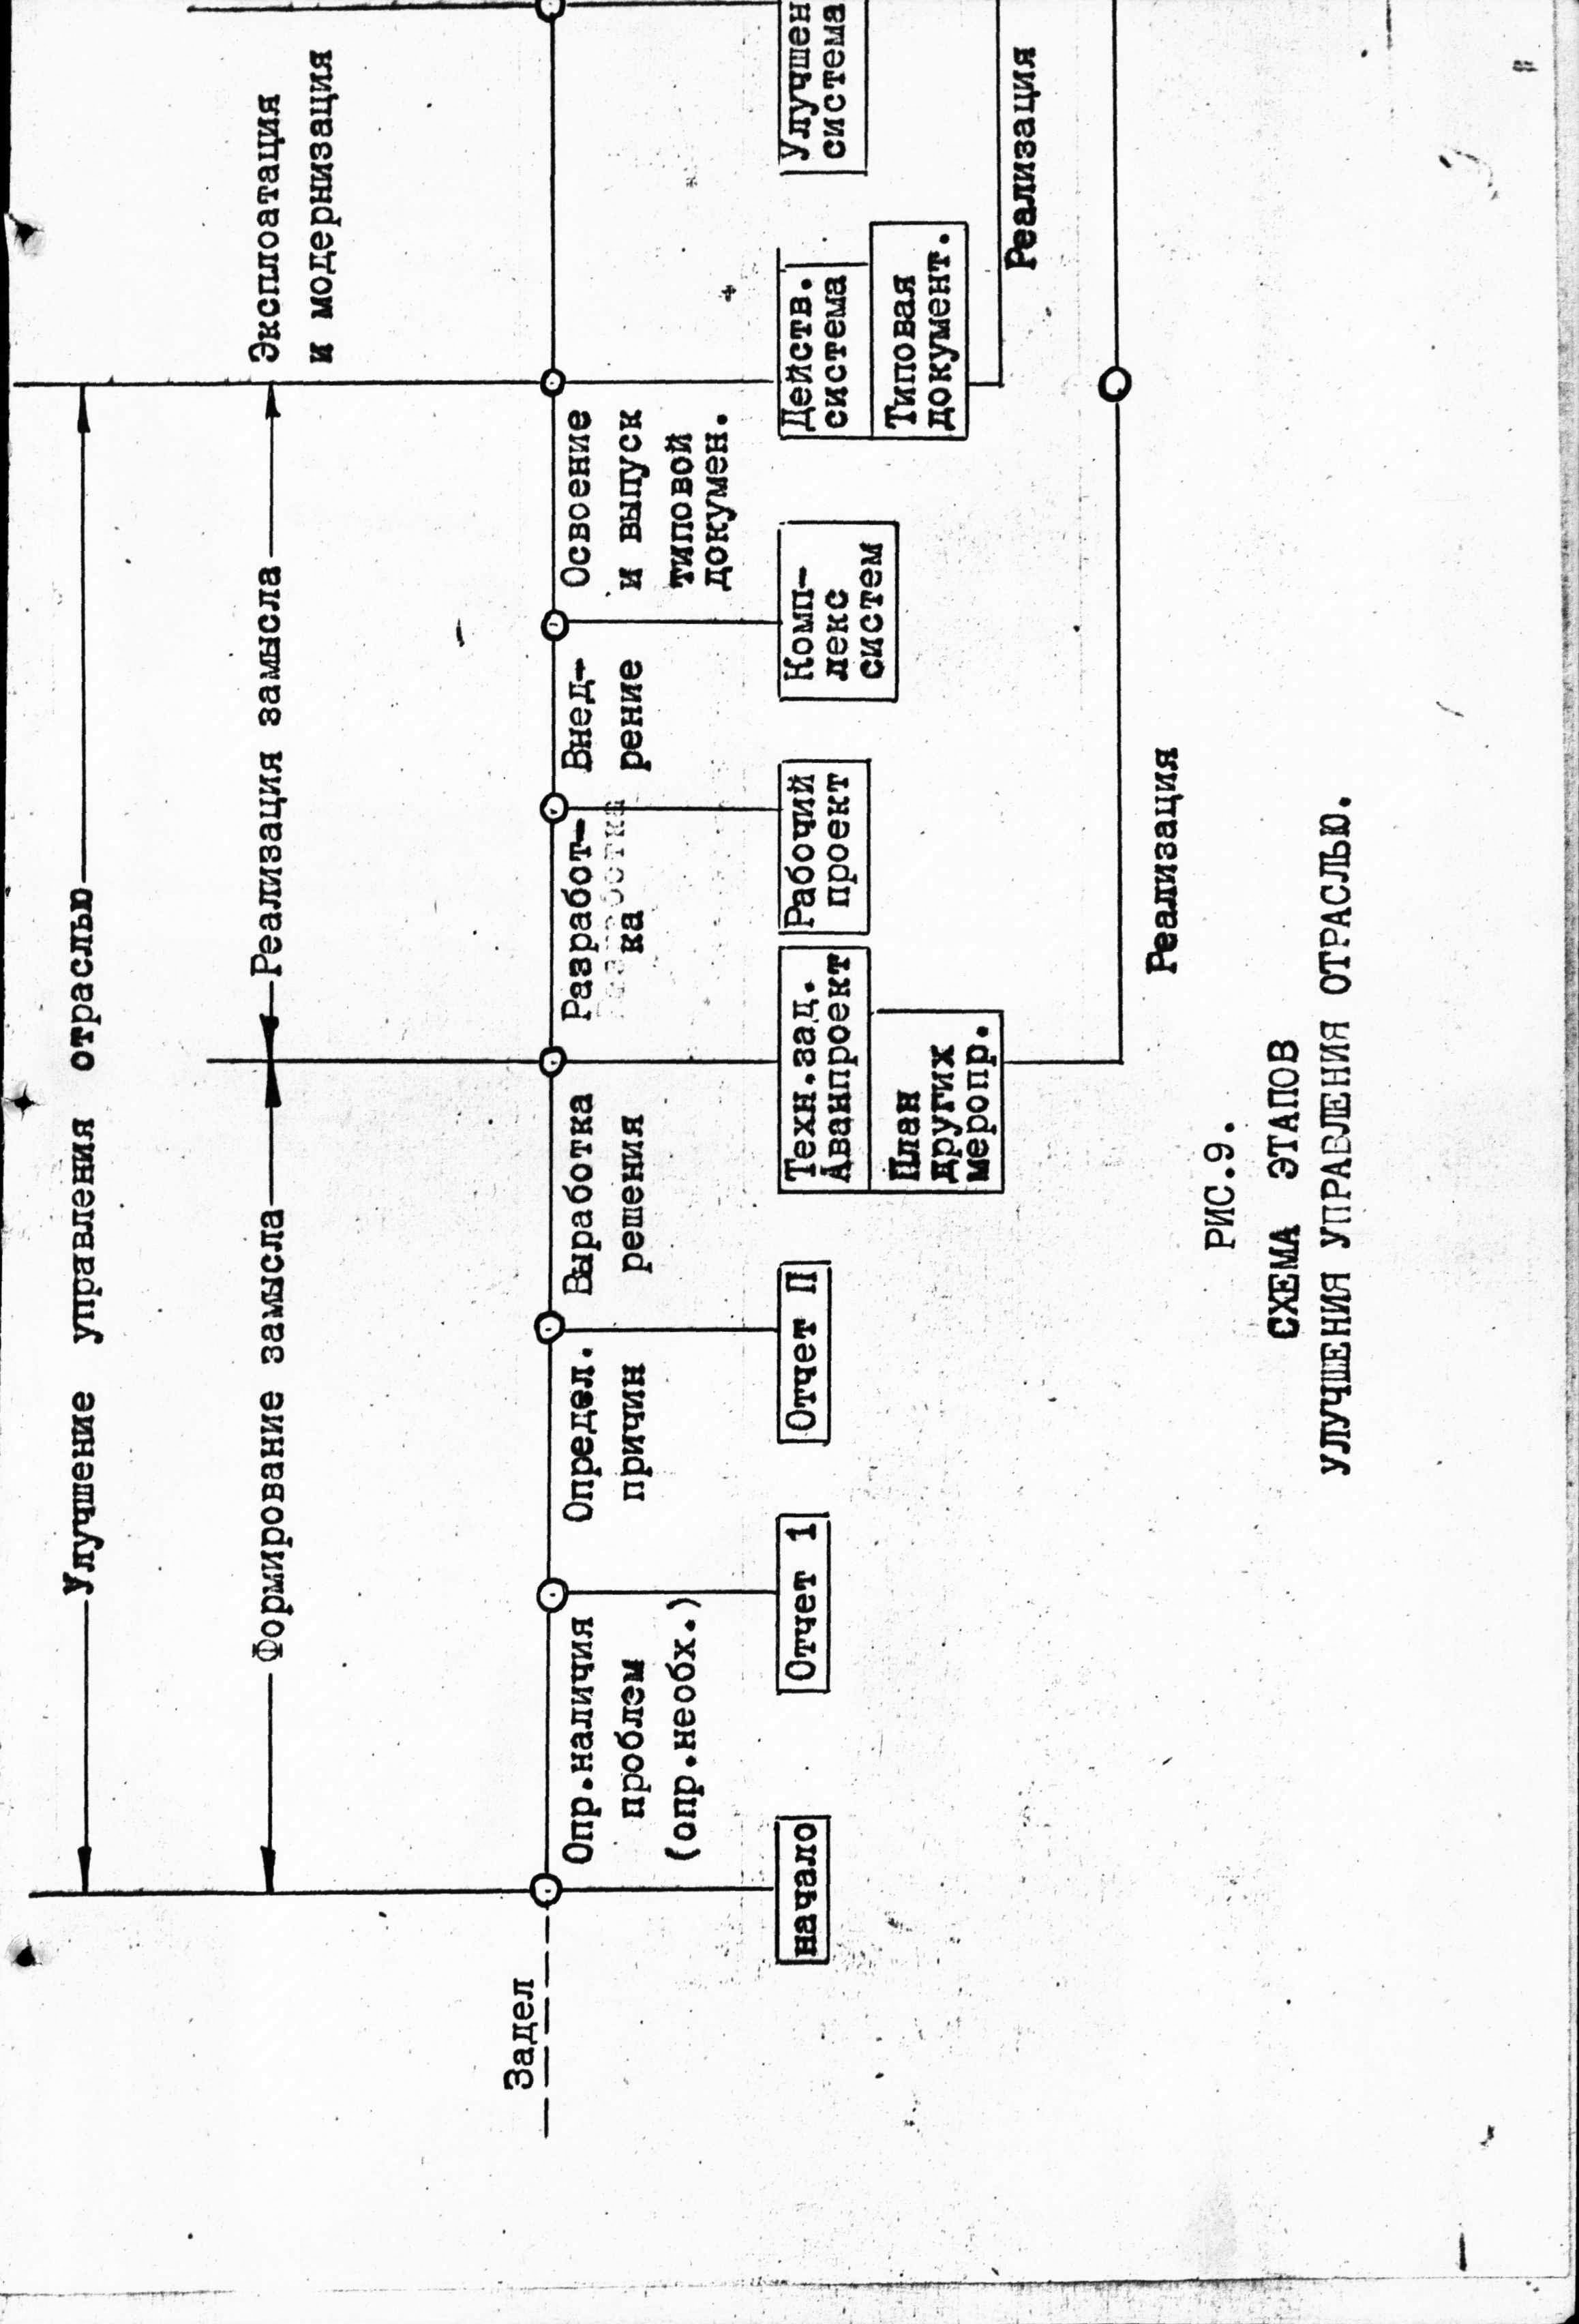 Улучшение управления отраслью
Формирование замысла
Реализация замысла
Эксплоатация
и модернизация
Задел
Опр.наличия
проблем
(опр.необх.)
Определ.
причин
Выработка
решения
Разработ-
ка
Внед-
рение
Освоение
и выпуск
типовой
докумен.
начало
Отчет 1
Отчет II
Техн.зад.
Аванпроект
План
других
меропр.
Рабочий
проект
Комп-
лекс
систем
Действ.
система
Типовая
документ.
Улучшен
система
Реализация
Реализация
РИС.9.
СХЕМА ЭТАПОВ
УЛУЧШЕНИЯ УПРАВЛЕНИЯ ОТРАСЛЬЮ.